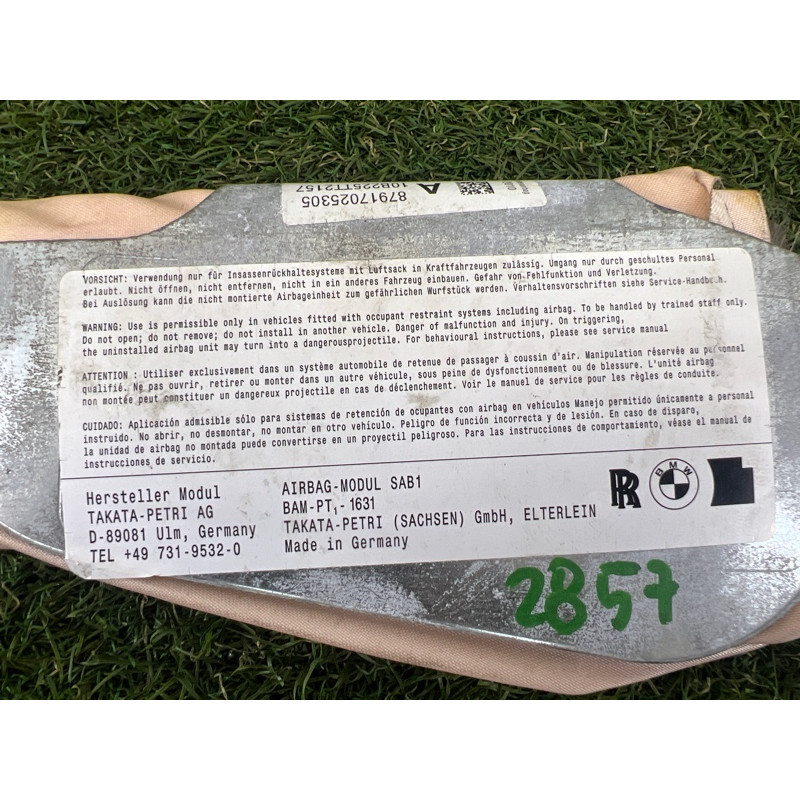 87917025305
10B225TT2157
A
VORSICHT: Verwendung nur für Insassenrückhaltesysteme mit Luftsack in Kraftfahrzeugen zulässig. Umgang nur durch geschultes Personal
erlaubt. Nicht öffnen, nicht entfernen, nicht in ein anderes Fahrzeug einbauen. Gefahr von Fehlfunktion und Verletzung.
Bei Auslösung kann die nicht montierte Airbageinheit zum gefährlichen Wurfstück werden. Verhaltensvorschriften siehe Service-Handbuch.
WARNING: Use is permissible only in vehicles fitted with occupant restraint systems including airbag. To be handled by trained staff only.
Do not open; do not remove; do not install in another vehicle. Danger of malfunction and injury. On triggering,
the uninstalled airbag unit may turn into a dangerousprojectile. For behavioural instructions, please see service manual
ATTENTION : Utiliser exclusivement dans un système automobile de retenue de passager à coussin d'air. Manipulation réservée au personnel
qualifié. Ne pas ouvrir, retirer ou monter dans un autre véhicule, sous peine de dysfonctionnement ou de blessure. L'unité airbag
non montée peut constituer un dangereux projectile en cas de déclenchement. Voir le manuel de service pour les règles de conduite.
CUIDADO: Aplicación admisible sólo para sistemas de retención de ocupantes con airbag en vehículos Manejo permitido únicamente a personal
instruido. No abrir, no desmontar, no montar en otro vehículo. Peligro de función incorrecta y de lesión. En caso de disparo,
la unidad de airbag no montada puede convertirse en un proyectil peligroso. Para las instrucciones de comportamiento, véase el manual de
instrucciones de servicio.
Hersteller Modul
TAKATA-PETRI AG
D-89081 Ulm, Germany
TEL +49 731-9532-0
AIRBAG-MODUL SAB1
BAM-PT₁-1631
TAKATA-PETRI (SACHSEN) GmbH, ELTERLEIN
Made in Germany
RR
BMW
2857